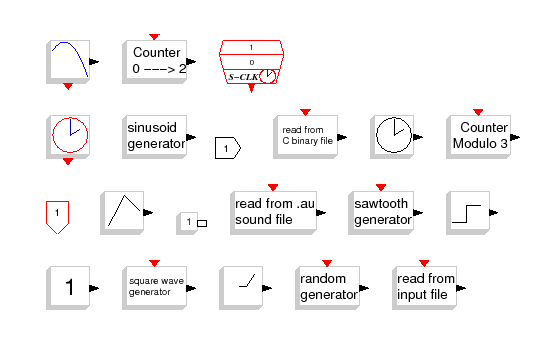 Counter
0 ---> 2
1
0
S-CLK
sinusoid
generator
1
read from
C binary file
Counter
Modulo 3
1
1
read from .au
sound file
sawtooth
generator
1
square wave
generator
random
generator
read from
input file